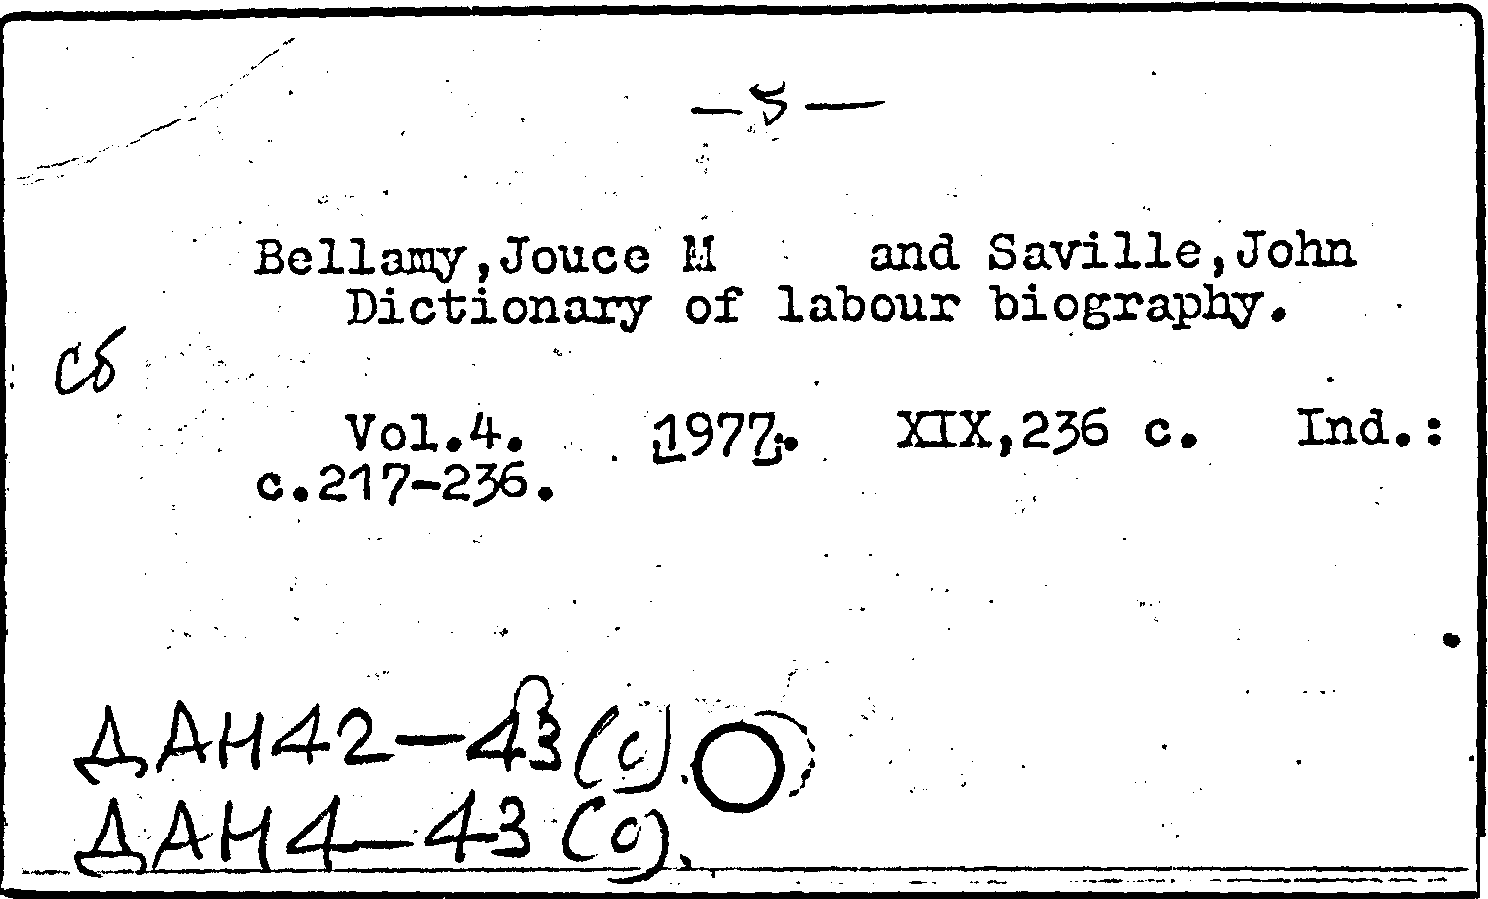 — 5 —
Bellamy,Jouce M and Saville,John
Dictionary of labour biography.
сб
Vol.4. 1977. XIX,236 c. Ind.:
c.217-236.
ДАН42—43(с).
ДАН4—43(о).